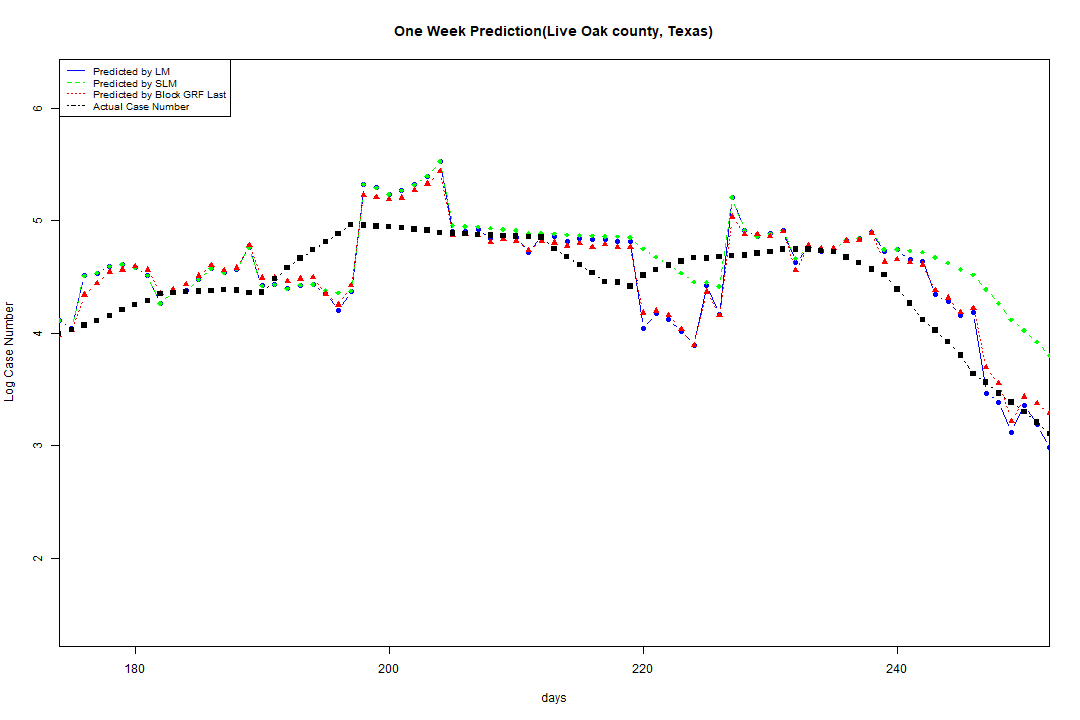 One Week Prediction(Live Oak county, Texas)
Predicted by LM
Predicted by SLM
Predicted by Block GRF Last
Actual Case Number
6
5
4
3
2
Log Case Number
180 200 220 240
days